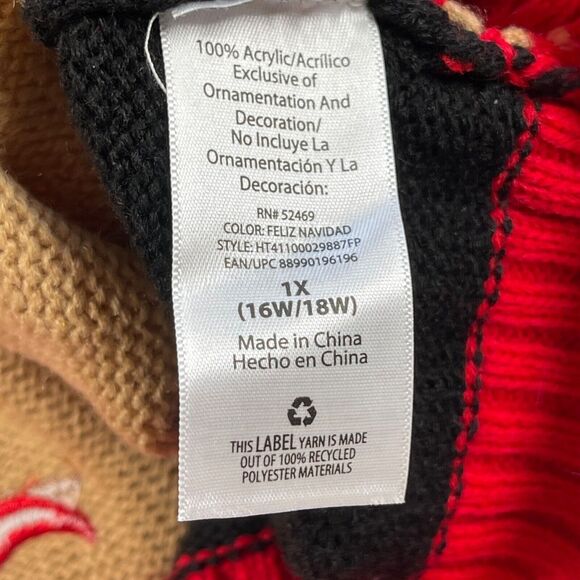 100% Acrylic/Acrílico
Exclusive of
Ornamentation And
Decoration/
No Incluye La
Ornamentación Y La
Decoración:
RN# 52469
COLOR: FELIZ NAVIDAD
STYLE: HT41100029887FP
EAN/UPC 88990196196
1X
(16W/18W)
Made in China
Hecho en China
THIS LABEL YARN IS MADE
OUT OF 100% RECYCLED
POLYESTER MATERIALS